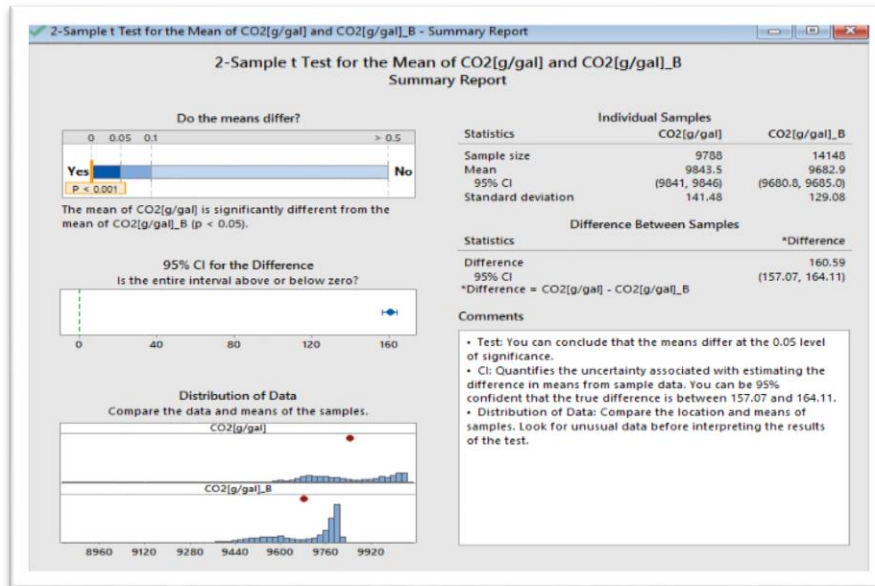 2-Sample t Test for the Mean of CO2[g/gal] and CO2[g/gal]_B - Summary Report
2-Sample t Test for the Mean of CO2[g/gal] and CO2[g/gal]_B
Summary Report
Do the means differ?
0 0.05 0.1 > 0.5
Yes No
P < 0.001
The mean of CO2[g/gal] is significantly different from the
mean of CO2[g/gal]_B (p < 0.05).
95% CI for the Difference
Is the entire interval above or below zero?
0 40 80 120 160
Distribution of Data
Compare the data and means of the samples.
CO2[g/gal]
CO2[g/gal]_B
8960 9120 9280 9440 9600 9760 9920
Individual Samples
Statistics CO2[g/gal] CO2[g/gal]_B
Sample size 9788 14148
Mean 9843.5 9682.9
95% CI (9841, 9846) (9680.8, 9685.0)
Standard deviation 141.48 129.08
Difference Between Samples
Statistics *Difference
Difference 160.59
95% CI (157.07, 164.11)
*Difference = CO2[g/gal] - CO2[g/gal]_B
Comments
• Test: You can conclude that the means differ at the 0.05 level
of significance.
• CI: Quantifies the uncertainty associated with estimating the
difference in means from sample data. You can be 95%
confident that the true difference is between 157.07 and 164.11.
• Distribution of Data: Compare the location and means of
samples. Look for unusual data before interpreting the results
of the test.